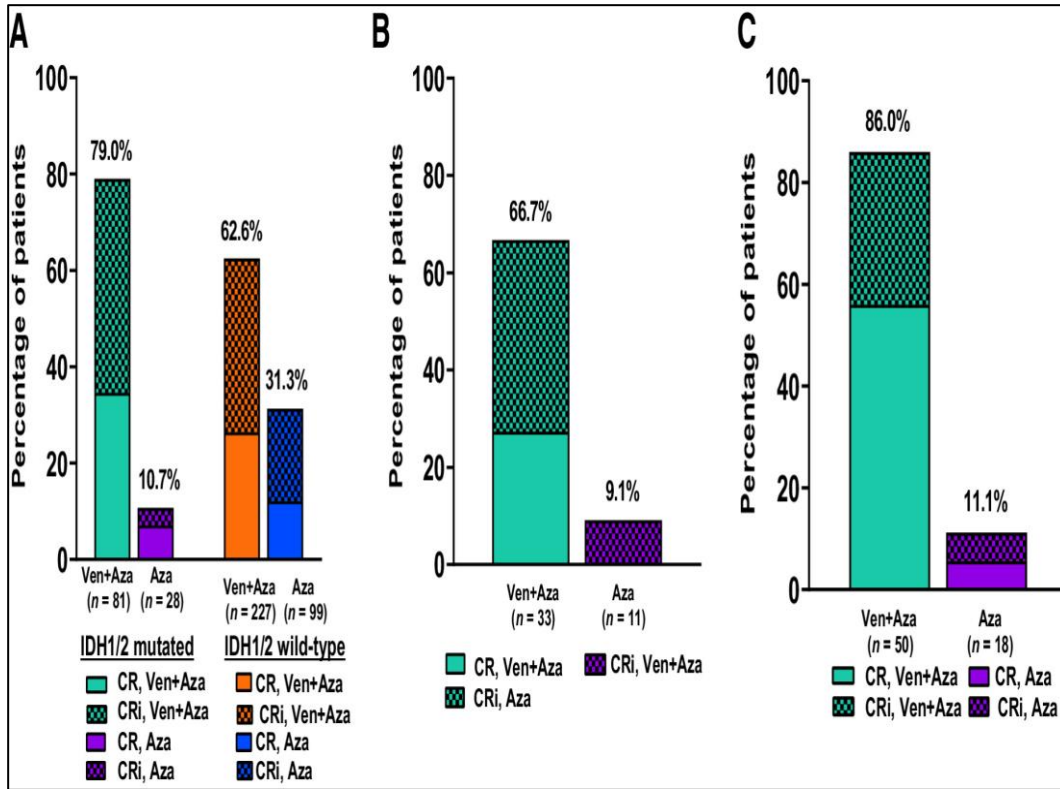 A
Percentage of patients
100
80
60
40
20
0
79.0%
10.7%
62.6%
31.3%
Ven+Aza
(n = 81)
Aza
(n = 28)
Ven+Aza
(n = 227)
Aza
(n = 99)
IDH1/2 mutated
CR, Ven+Aza
CRi, Ven+Aza
CR, Aza
CRi, Aza
IDH1/2 wild-type
CR, Ven+Aza
CRi, Ven+Aza
CR, Aza
CRi, Aza
B
Percentage of patients
100
80
60
40
20
0
66.7%
9.1%
Ven+Aza
(n = 33)
Aza
(n = 11)
CR, Ven+Aza
CRi, Ven+Aza
CRi, Aza
C
Percentage of patients
100
80
60
40
20
0
86.0%
11.1%
Ven+Aza
(n = 50)
Aza
(n = 18)
CR, Ven+Aza
CR, Aza
CRi, Ven+Aza
CRi, Aza